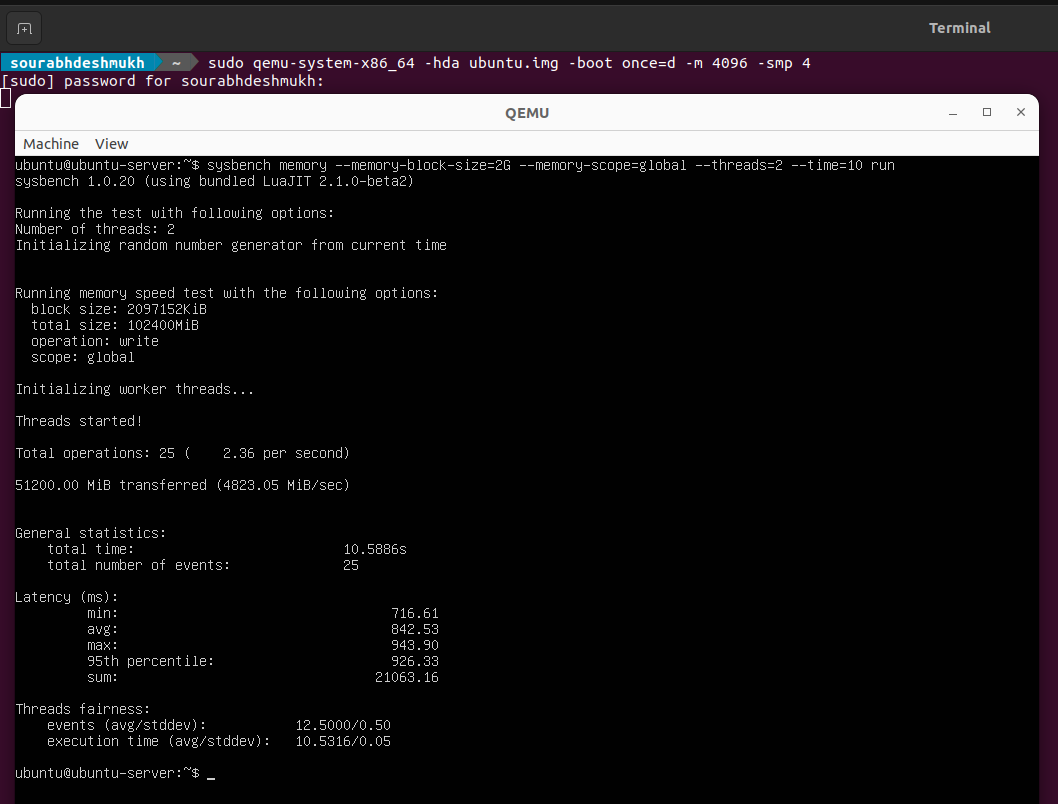 Terminal
sourabhdeshmukh ~ sudo qemu-system-x86_64 -hda ubuntu.img -boot once=d -m 4096 -smp 4
[sudo] password for sourabhdeshmukh:
QEMU
Machine View
ubuntu@ubuntu-server:~$ sysbench memory --memory-block-size=2G --memory-scope=global --threads=2 --time=10 run
sysbench 1.0.20 (using bundled LuaJIT 2.1.0-beta2)
Running the test with following options:
Number of threads: 2
Initializing random number generator from current time
Running memory speed test with the following options:
block size: 2097152KiB
total size: 102400MiB
operation: write
scope: global
Initializing worker threads...
Threads started!
Total operations: 25 (    2.36 per second)
51200.00 MiB transferred (4823.05 MiB/sec)
General statistics:
total time: 10.5886s
total number of events: 25
Latency (ms):
min: 716.61
avg: 842.53
max: 943.90
95th percentile: 926.33
sum: 21063.16
Threads fairness:
events (avg/stddev): 12.5000/0.50
execution time (avg/stddev): 10.5316/0.05
ubuntu@ubuntu-server:~$ _